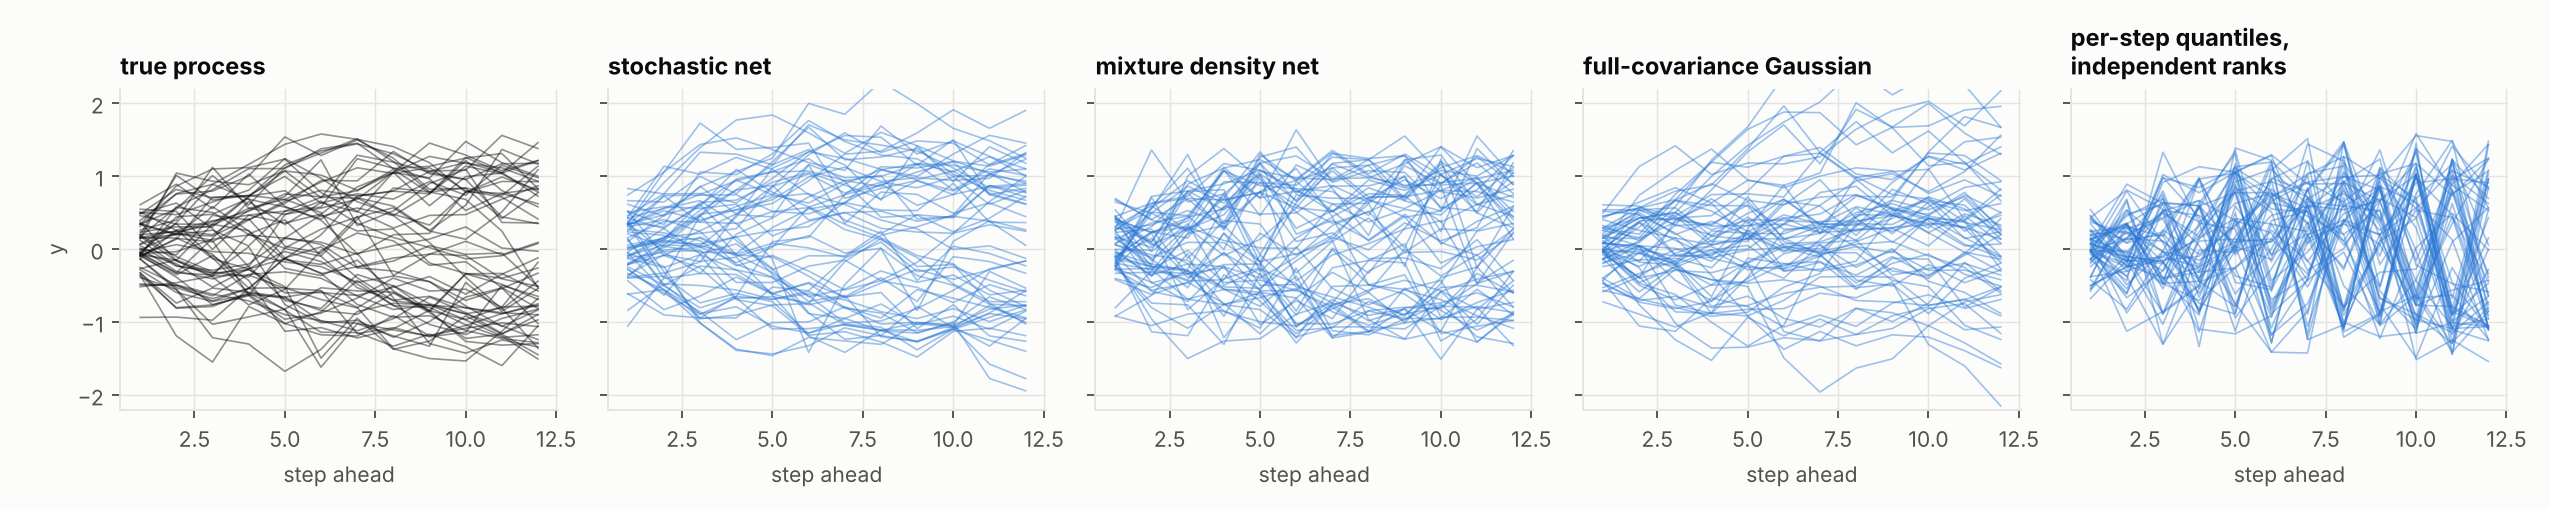 per-step quantiles,
true process stochastic net mixture density net full-covariance Gaussian independent ranks
2
1
y
0
−1
−2
2.5 5.0 7.5 10.0 12.5 2.5 5.0 7.5 10.0 12.5 2.5 5.0 7.5 10.0 12.5 2.5 5.0 7.5 10.0 12.5 2.5 5.0 7.5 10.0 12.5
step ahead step ahead step ahead step ahead step ahead